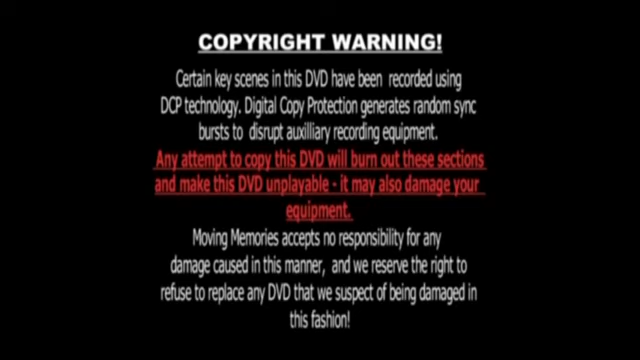 COPYRIGHT WARNING!
Certain key scenes in this DVD have been recorded using
DCP technology. Digital Copy Protection generates random sync
bursts to disrupt auxilliary recording equipment.
Any attempt to copy this DVD will burn out these sections
and make this DVD unplayable - it may also damage your
equipment.
Moving Memories accepts no responsibility for any
damage caused in this manner, and we reserve the right to
refuse to replace any DVD that we suspect of being damaged in
this fashion!